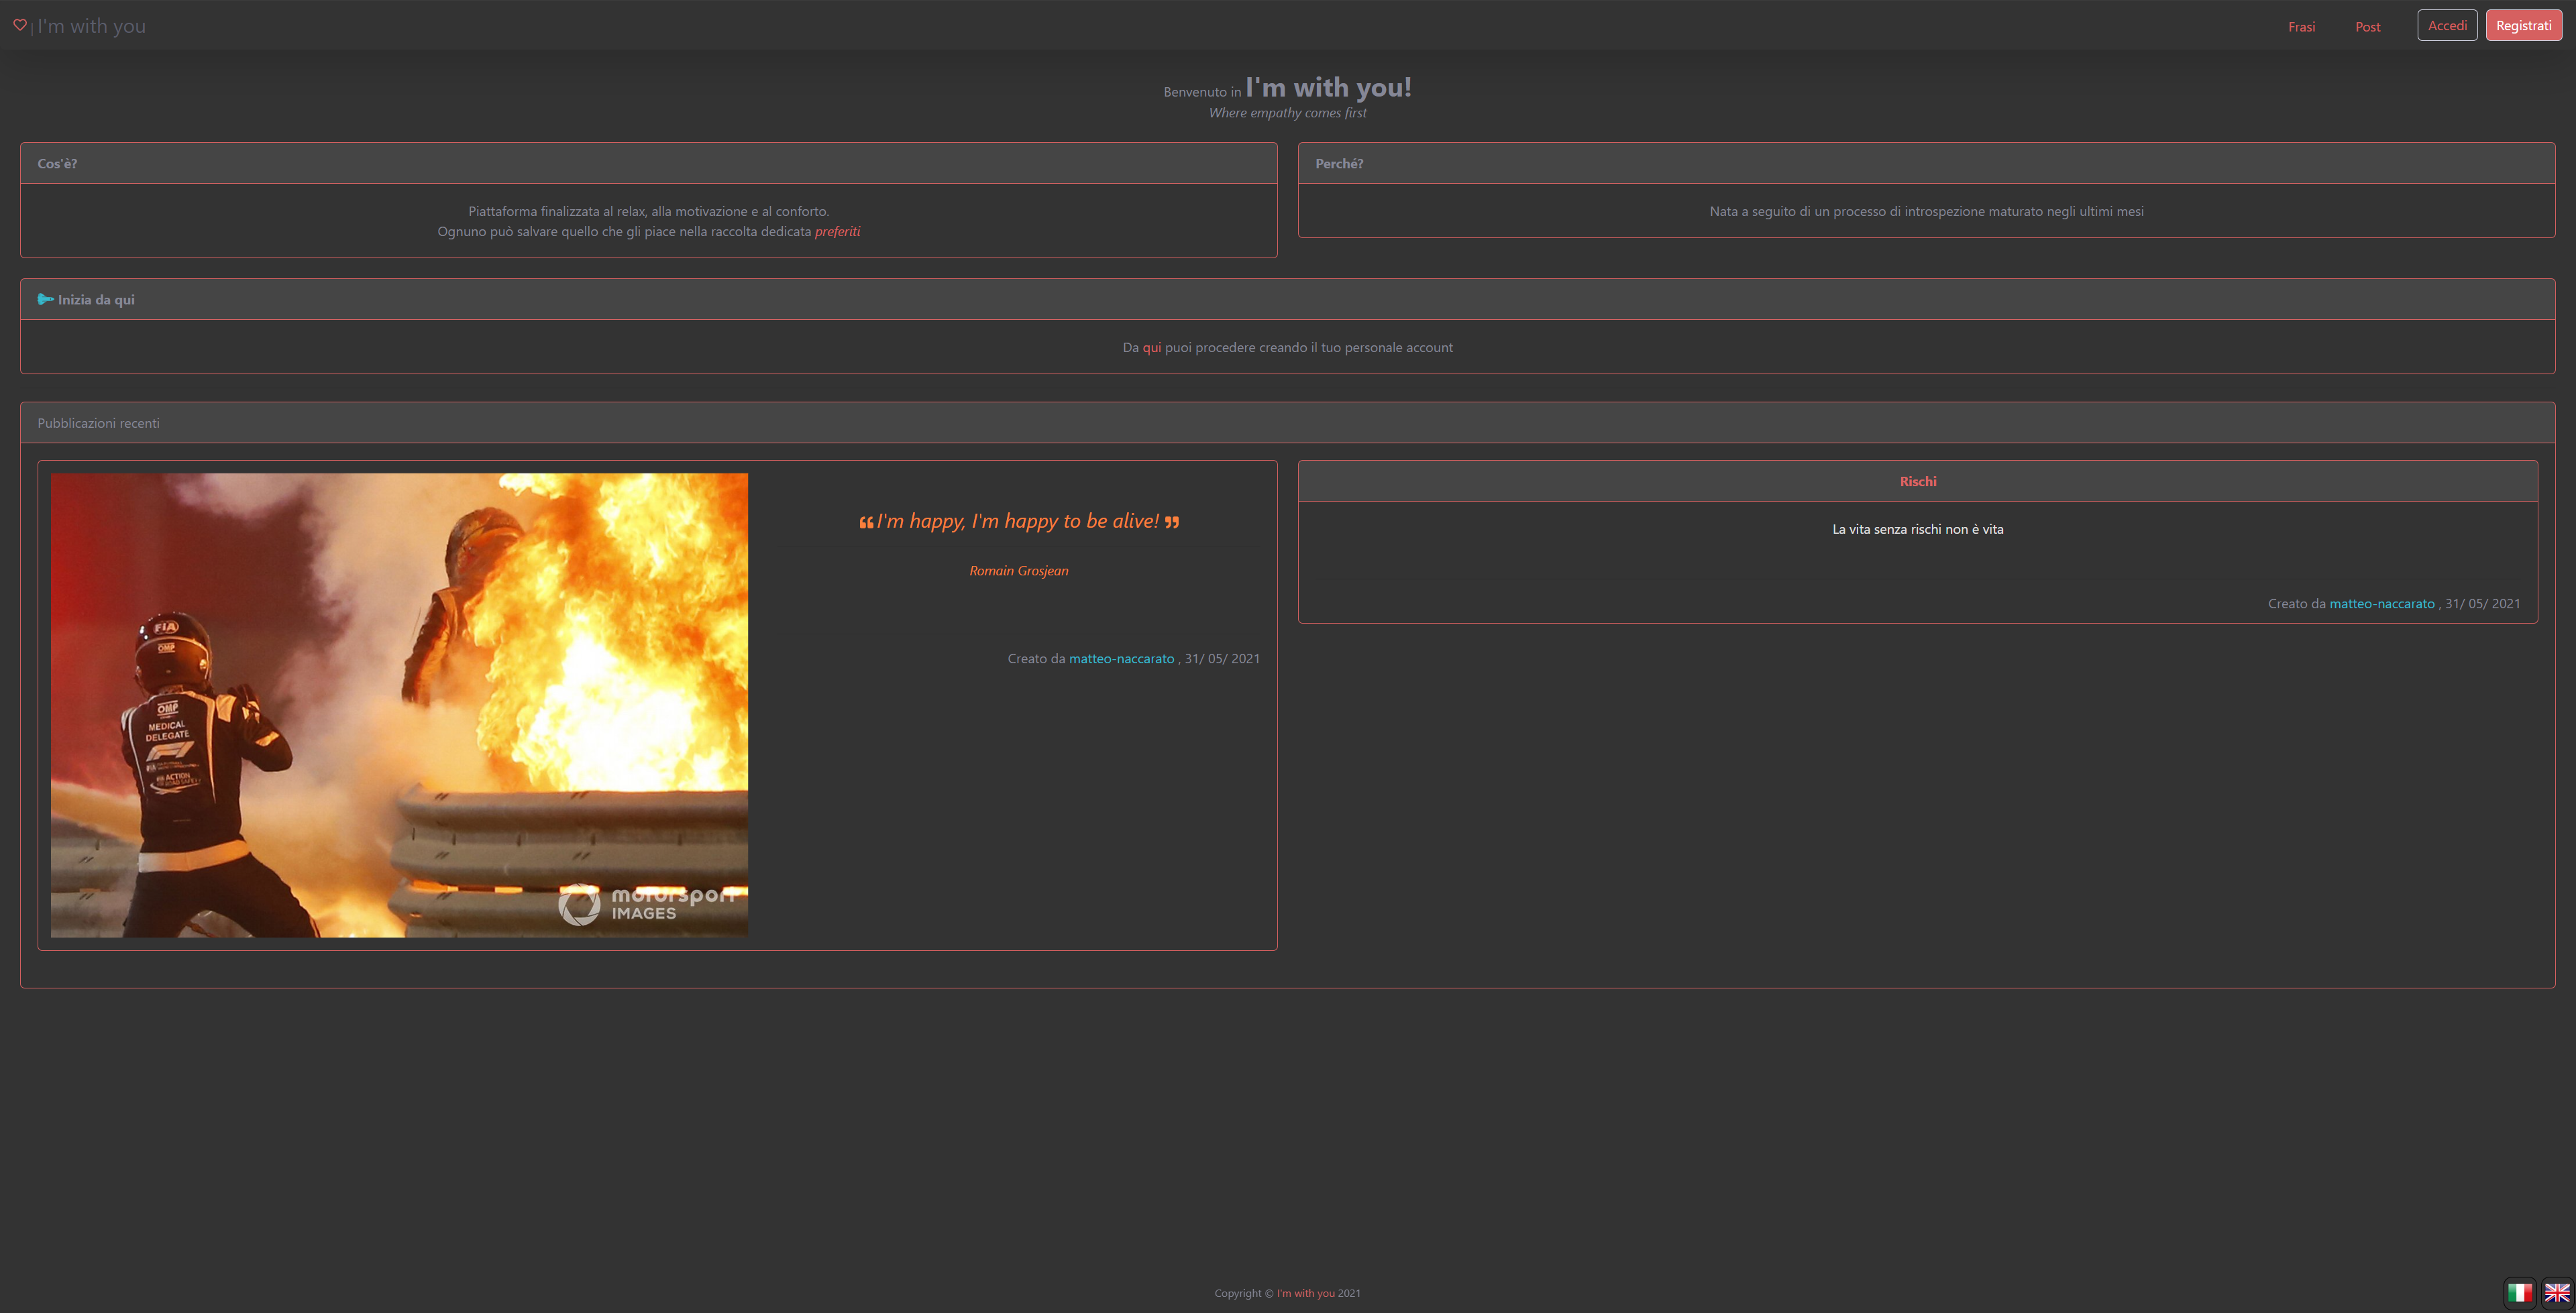 I'm with you
Frasi
Post
Accedi
Registrati
Benvenuto in I'm with you!
Where empathy comes first
Cos'è?
Piattaforma finalizzata al relax, alla motivazione e al conforto.
Ognuno può salvare quello che gli piace nella raccolta dedicata preferiti
Perché?
Nata a seguito di un processo di introspezione maturato negli ultimi mesi
Inizia da qui
Da qui puoi procedere creando il tuo personale account
Pubblicazioni recenti
FIA
OMP
OMP
MEDICAL
DELEGATE
F1
ACTION
motorsport
IMAGES
❝ I'm happy, I'm happy to be alive! ❞
Romain Grosjean
Creato da matteo-naccarato , 31/ 05/ 2021
Rischi
La vita senza rischi non è vita
Creato da matteo-naccarato , 31/ 05/ 2021
Copyright © I'm with you 2021